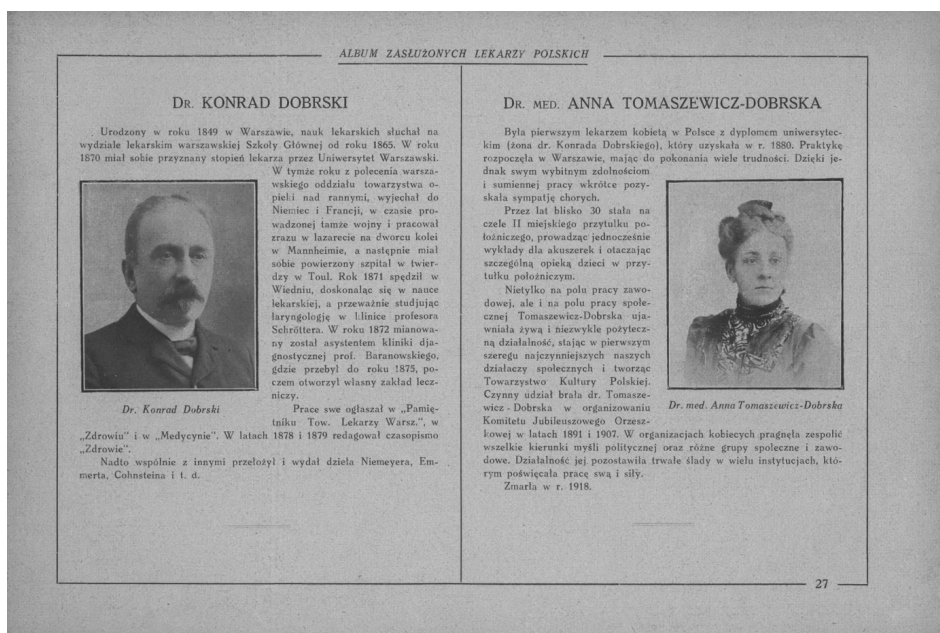 ALBUM ZASŁUŻONYCH LEKARZY POLSKICH
DR. KONRAD DOBRSKI
Urodzony w roku 1849 w Warszawie, nauk lekarskich słuchał na
wydziale lekarskim warszawskiej Szkoły Głównej od roku 1865. W roku
1870 miał sobie przyznany stopień lekarza przez Uniwersytet Warszawski.
W tymże roku z polecenia warsza-
wskiego oddziału towarzystwa o-
pieki nad rannymi, wyjechał do
Niemiec i Francji, w czasie pro-
wadzonej tamże wojny i pracował
zrazu w lazarecie na dworcu kolei
w Mannheimie, a następnie miał
sobie powierzony szpital w twier-
dzy w Toul. Rok 1871 spędził w
Wiedniu, doskonaląc się w nauce
lekarskiej, a przeważnie studjując
laryngologję w klinice profesora
Schröttera. W roku 1872 mianowa-
ny został asystentem kliniki dja-
gnostycznej prof. Baranowskiego,
gdzie przebył do roku 1875, po-
czem otworzył własny zakład lecz-
niczy.
Dr. Konrad Dobrski
Prace swe ogłaszał w „Pamię-
tniku Tow. Lekarzy Warsz.", w
„Zdrowiu" i w „Medycynie". W latach 1878 i 1879 redagował czasopismo
„Zdrowie".
Nadto wspólnie z innymi przełożył i wydał dzieła Niemeyera, Em-
merta, Cohnsteina i t. d.
DR. MED. ANNA TOMASZEWICZ-DOBRSKA
Była pierwszym lekarzem kobietą w Polsce z dyplomem uniwersytec-
kim (żona dr. Konrada Dobrskiego), który uzyskała w r. 1880. Praktykę
rozpoczęła w Warszawie, mając do pokonania wiele trudności. Dzięki je-
dnak swym wybitnym zdolnościom
i sumiennej pracy wkrótce pozy-
skała sympatję chorych.
Przez lat blisko 30 stała na
czele II miejskiego przytułku po-
łożniczego, prowadząc jednocześnie
wykłady dla akuszerek i otaczając
szczególną opieką dzieci w przy-
tułku położniczym.
Nietylko na polu pracy zawo-
dowej, ale i na polu pracy społe-
cznej Tomaszewicz-Dobrska uja-
wniała żywą i niezwykle pożytecz-
ną działalność, stając w pierwszym
szeregu najczynniejszych naszych
działaczy społecznych i tworząc
Towarzystwo Kultury Polskiej.
Czynny udział brała dr. Tomasze-
wicz-Dobrska w organizowaniu
Komitetu Jubileuszowego Orzesz-
kowej w latach 1891 i 1907. W organizacjach kobiecych pragnęła zespolić
wszelkie kierunki myśli politycznej oraz różne grupy społeczne i zawo-
dowe. Działalność jej pozostawiła trwałe ślady w wielu instytucjach, któ-
rym poświęcała pracę swą i siły.
Zmarła w r. 1918.
Dr. med. Anna Tomaszewicz-Dobrska
27